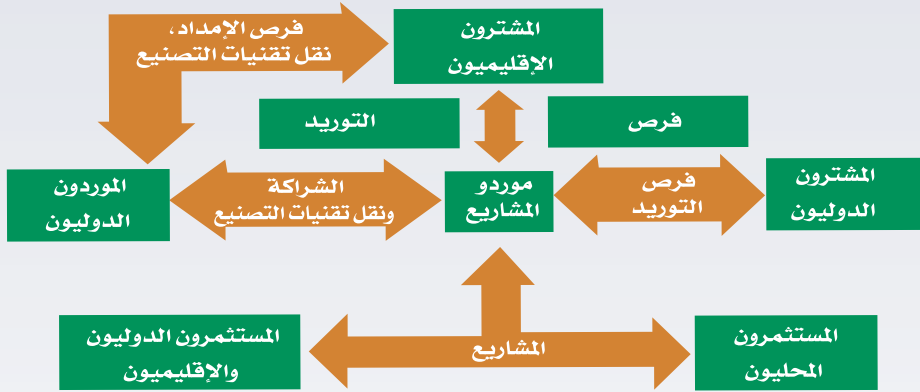 فرص الإمداد،
نقل تقنيات التصنيع
المشترون
الإقليميون
فرص
التوريد
المشترون
الدوليون
فرص
التوريد
موردو
المشاريع
الشراكة
ونقل تقنيات التصنيع
الموردون
الدوليون
المستثمرون
المحليون
المشاريع
المستثمرون الدوليون
والإقليميون